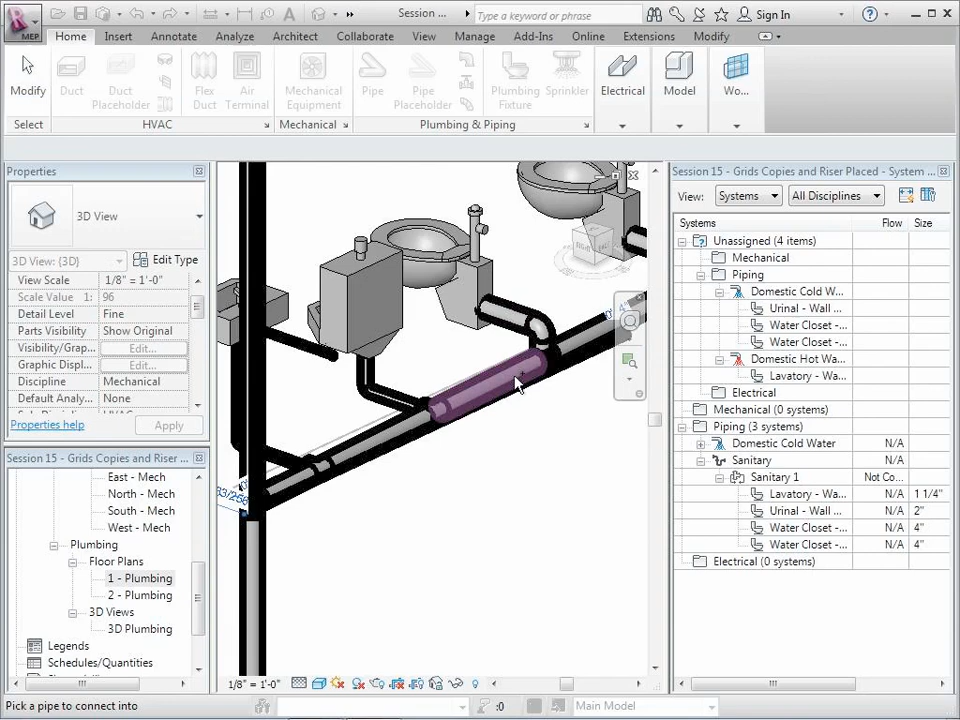 Session ...
Type a keyword or phrase
Sign In
MEP
Home Insert Annotate Analyze Architect Collaborate View Manage Add-Ins Online Extensions Modify
Modify
Duct
Duct Placeholder
Flex Duct
Air Terminal
Mechanical Equipment
Pipe
Pipe Placeholder
Plumbing Fixture
Sprinkler
Electrical
Model
Wo...
Select
HVAC
Mechanical
Plumbing & Piping
Properties
3D View
3D View: {3D}
Edit Type
View Scale 1/8" = 1'-0"
Scale Value 1: 96
Detail Level Fine
Parts Visibility Show Original
Visibility/Grap... Edit...
Graphic Displ... Edit...
Discipline Mechanical
Default Analy... None
Properties help
Apply
Session 15 - Grids Copies and Riser ...
East - Mech
North - Mech
South - Mech
West - Mech
Plumbing
Floor Plans
1 - Plumbing
2 - Plumbing
3D Views
3D Plumbing
Legends
Schedules/Quantities
1/8" = 1'-0"
Session 15 - Grids Copies and Riser Placed - System ...
View: Systems All Disciplines
Systems Flow Size
Unassigned (4 items)
Mechanical
Piping
Domestic Cold W...
Urinal - Wall ...
Water Closet -...
Water Closet -...
Domestic Hot Wa...
Lavatory - Wa...
Electrical
Mechanical (0 systems)
Piping (3 systems)
Domestic Cold Water N/A
Sanitary N/A
Sanitary 1 Not Co...
Lavatory - Wa... N/A 1 1/4"
Urinal - Wall ... N/A 2"
Water Closet -... N/A 4"
Water Closet -... N/A 4"
Electrical (0 systems)
Pick a pipe to connect into
:0
Main Model